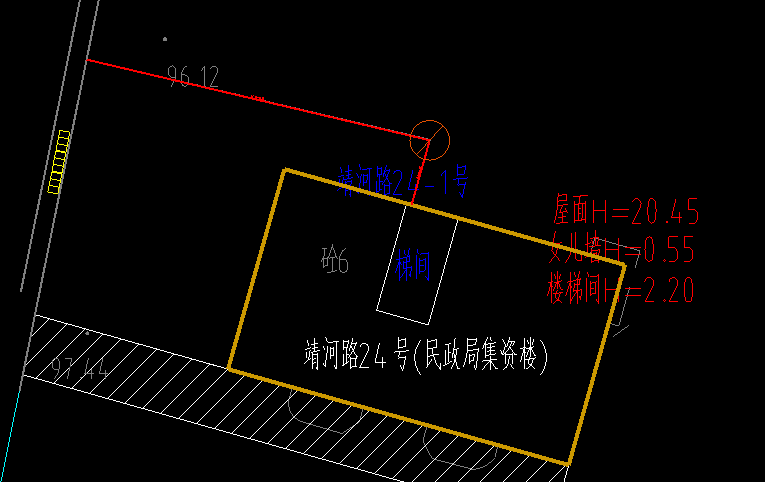 96.12
靖河路24-1号
屋面H=20.45
女儿墙H=0.55
砼6
梯间
楼梯间H=2.20
靖河路24号(民政局集资楼)
97.44